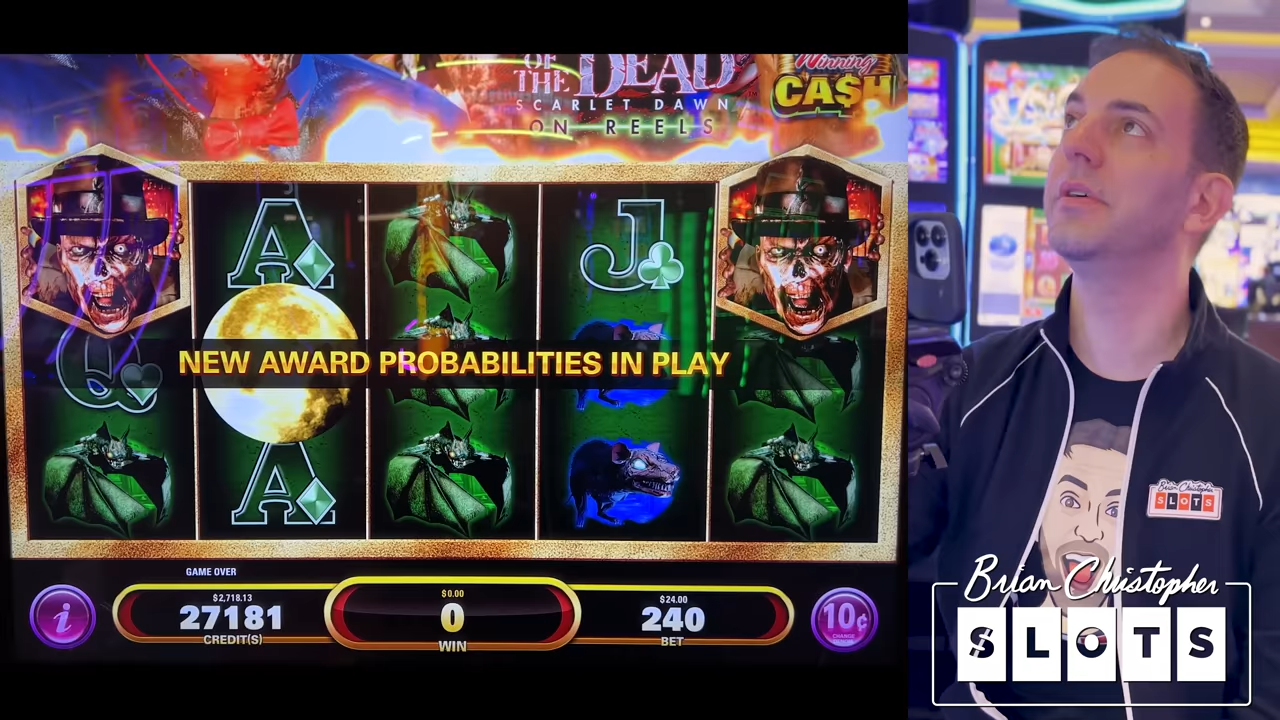 OF
THE DEAD
SCARLET DAWN
ON REELS
Winning
CA$H
A
J
Q
NEW AWARD PROBABILITIES IN PLAY
A
GAME OVER
$2,718.13
27181
CREDIT(S)
$0.00
0
WIN
$24.00
240
BET
i
10¢
CHANGE
Brian Christopher
SLOTS
Brian Christopher
SLOTS